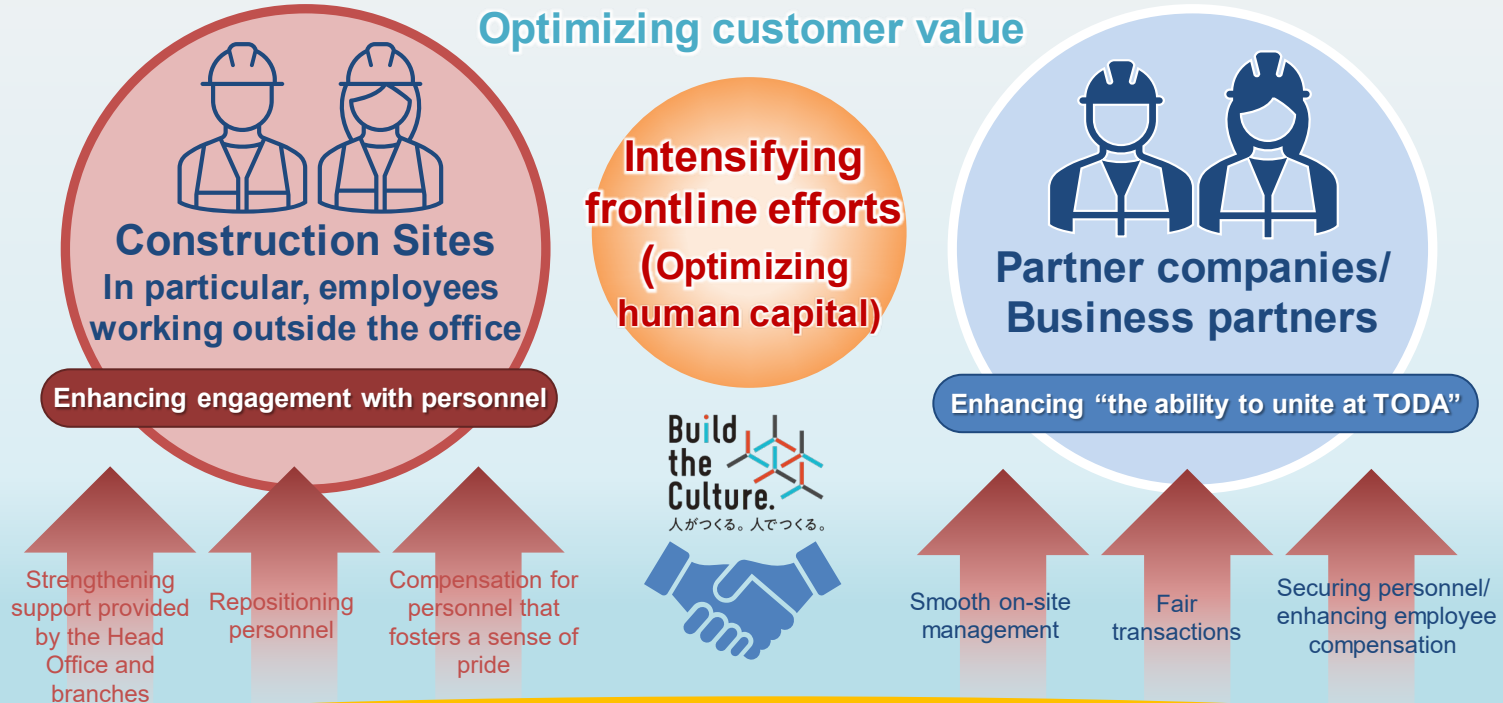 Optimizing customer value
Construction Sites
In particular, employees
working outside the office
Enhancing engagement with personnel
Strengthening
support provided
by the Head
Office and
branches
Repositioning
personnel
Compensation for
personnel that
fosters a sense of
pride
Intensifying
frontline efforts
(Optimizing
human capital)
Build
the
Culture.
人がつくる。人でつくる。
Partner companies/
Business partners
Enhancing “the ability to unite at TODA”
Smooth on-site
management
Fair
transactions
Securing personnel/
enhancing employee
compensation